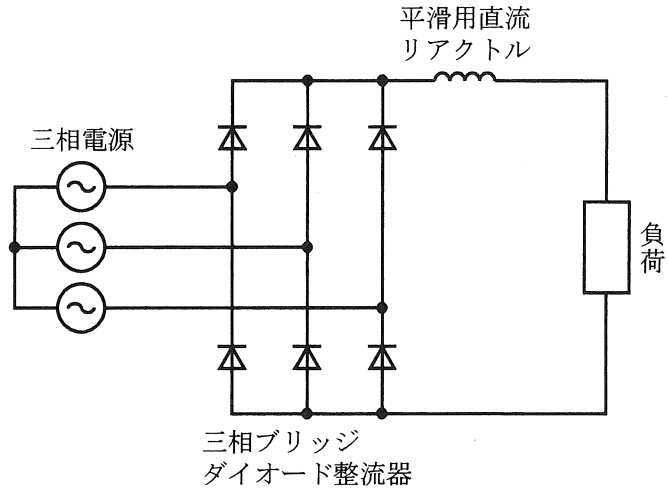 平滑用直流
リアクトル
三相電源
負荷
三相ブリッジ
ダイオード整流器